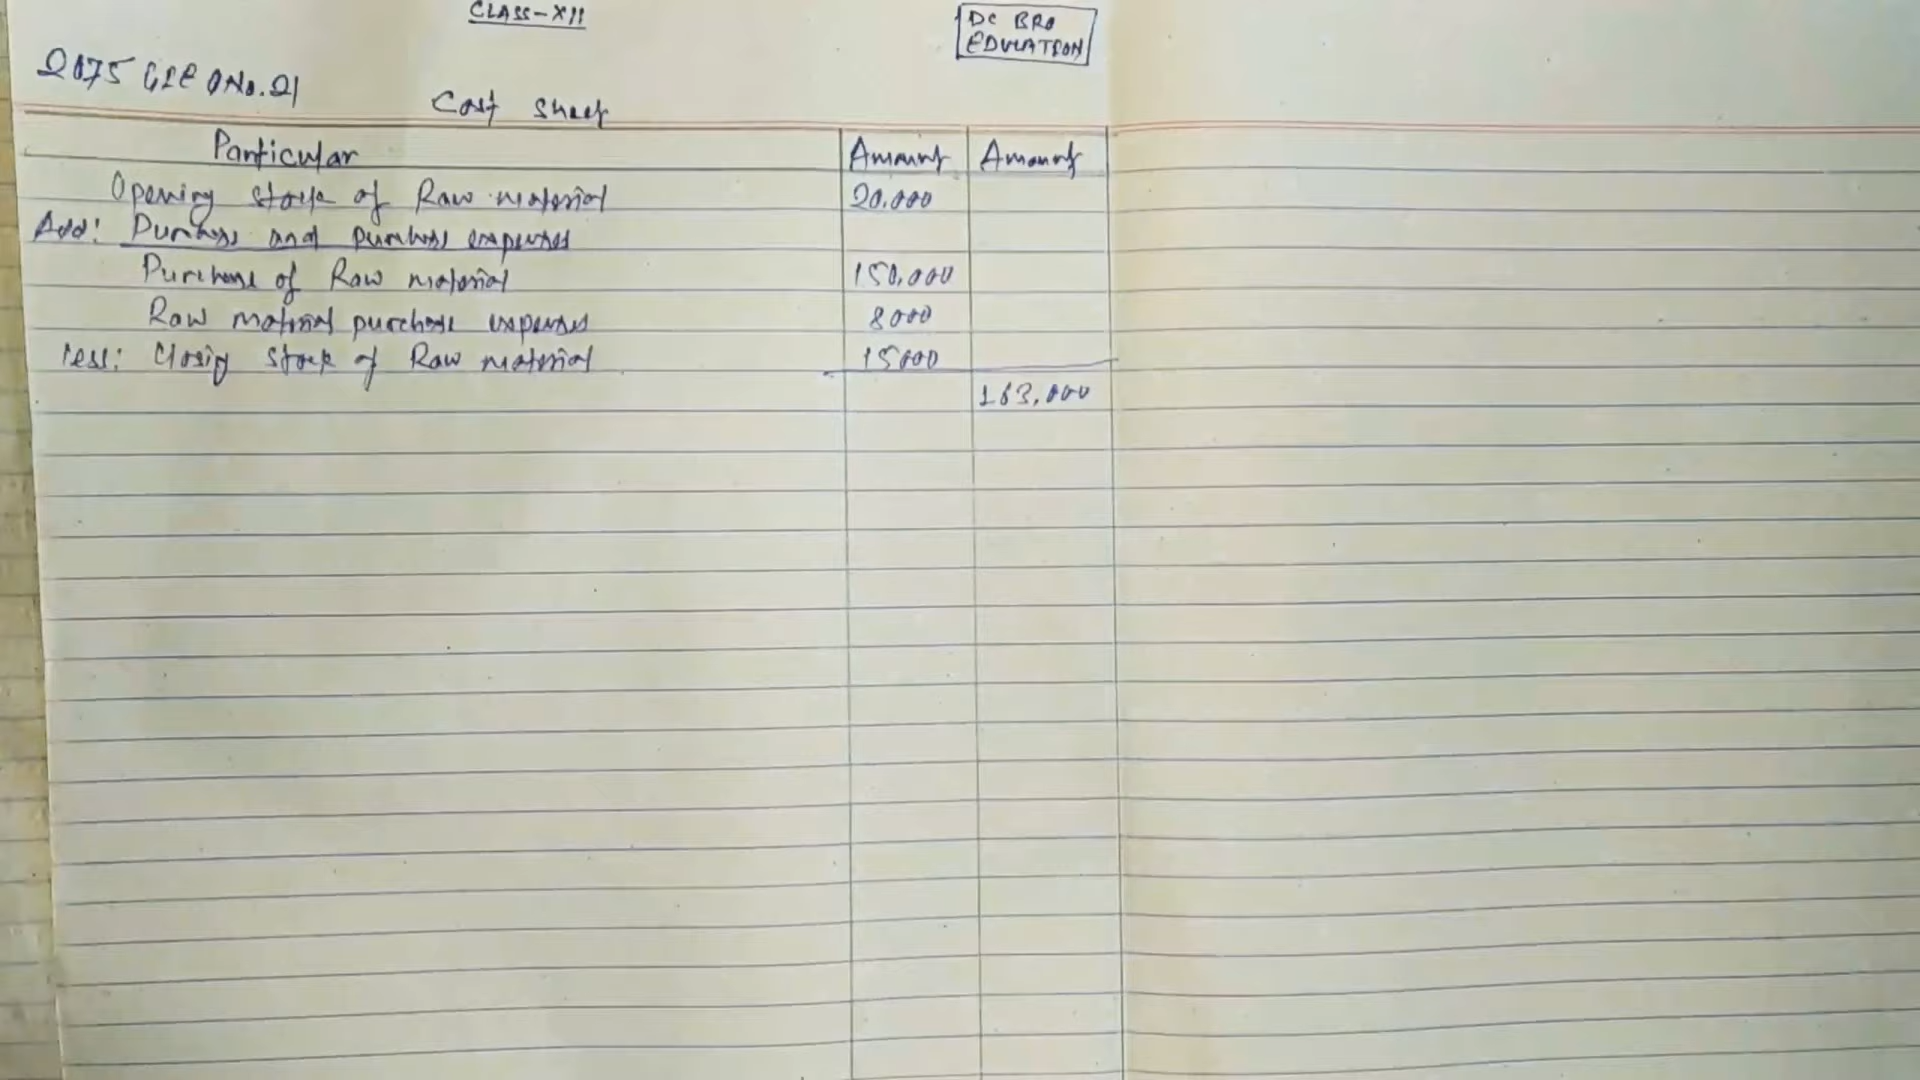 CLASS-XII
DC BRO
EDUCATION
2075 GIE QNo.21
Cost Sheet
Particular Amount Amount
Opening stock of Raw material 20,000
Add: Purchase and purchase expenses
Purchase of Raw material 150,000
Raw material purchase expenses 8000
Less: Closig stock of Raw material 15000
163,000